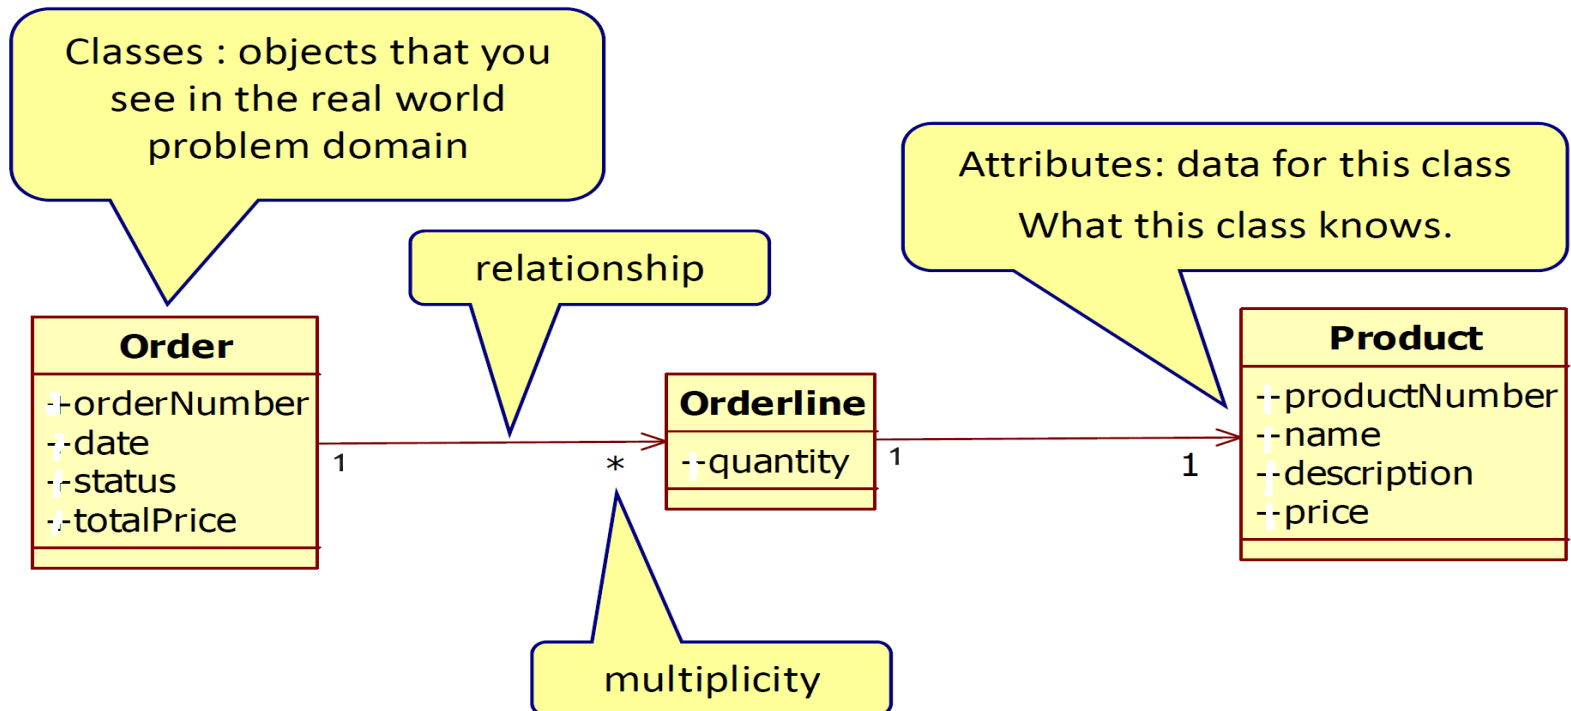 Classes : objects that you
see in the real world
problem domain
Attributes: data for this class
What this class knows.
relationship
Order
+orderNumber
+date
+status
+totalPrice
1
*
Orderline
+quantity
1
1
Product
+productNumber
+name
+description
+price
multiplicity